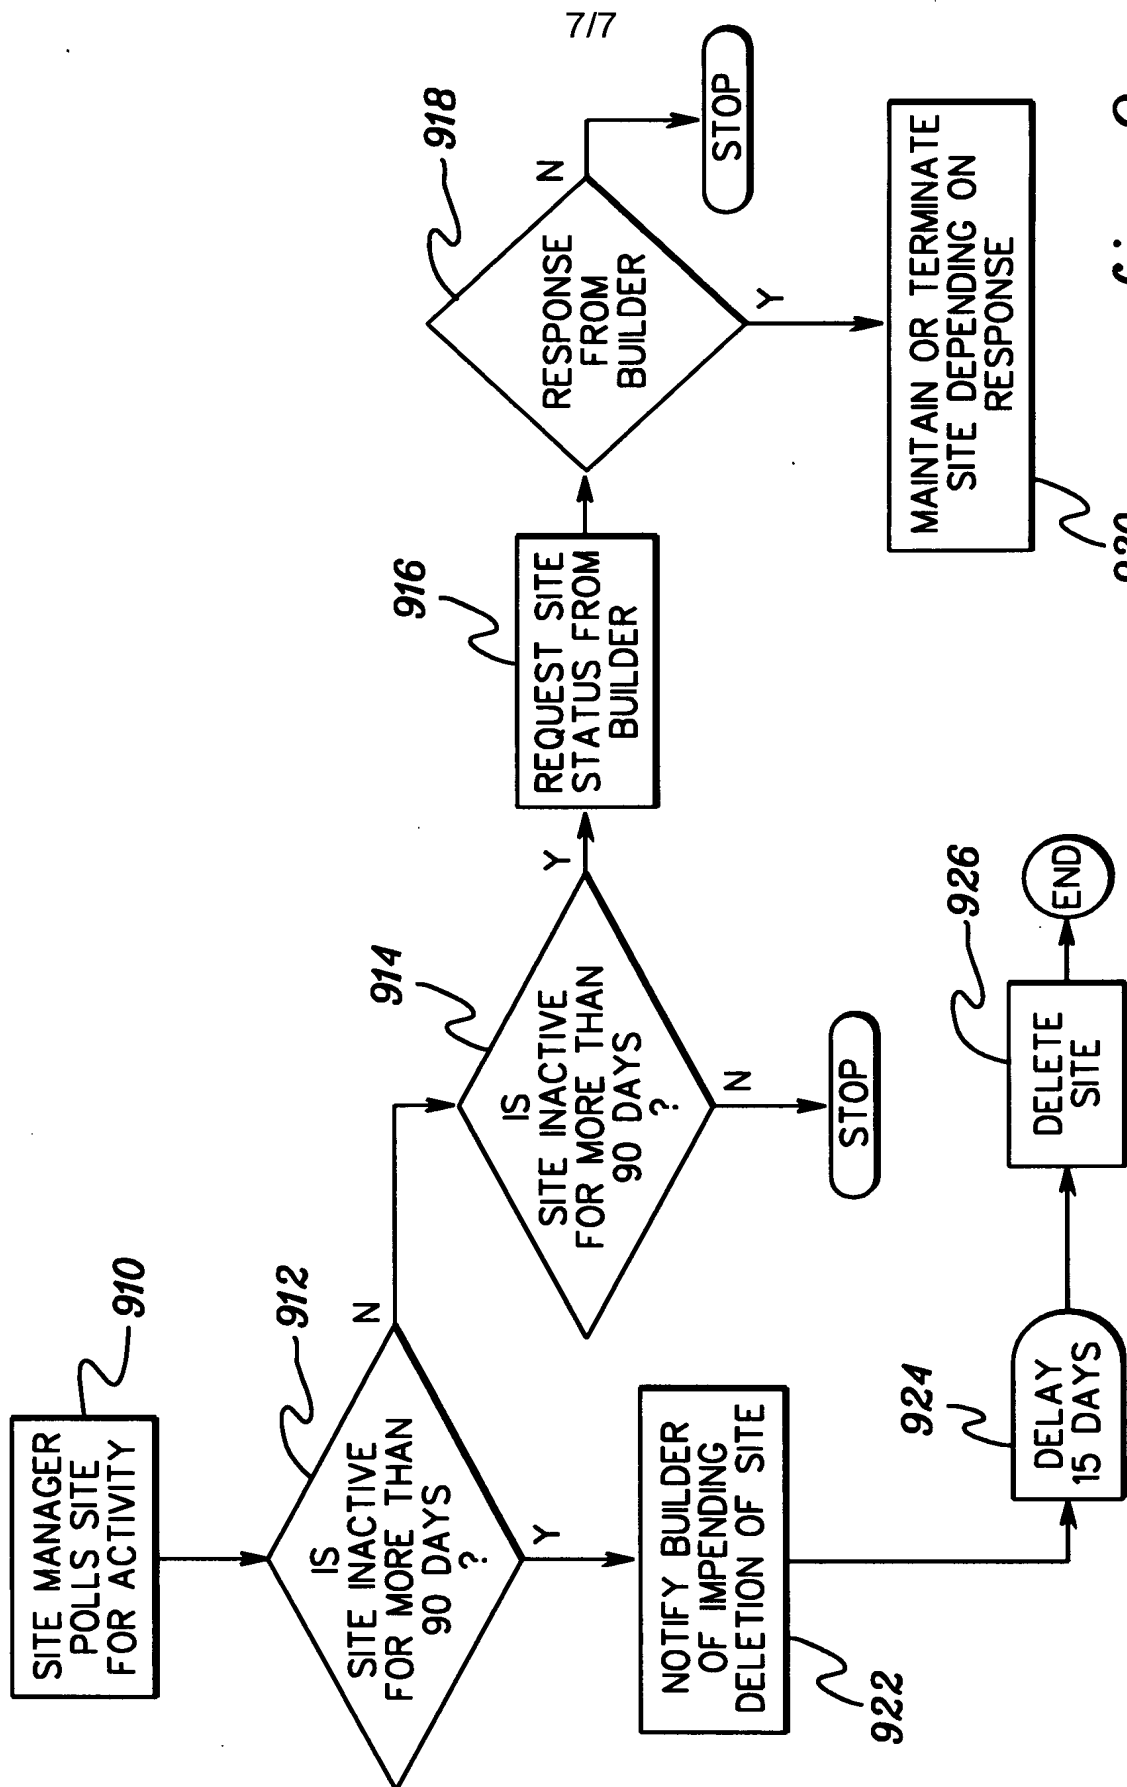 7/7
SITE MANAGER
POLLS SITE
FOR ACTIVITY
910
IS
SITE INACTIVE
FOR MORE THAN
90 DAYS
?
912
N
Y
IS
SITE INACTIVE
FOR MORE THAN
90 DAYS
?
914
Y
N
STOP
REQUEST SITE
STATUS FROM
BUILDER
916
RESPONSE
FROM
BUILDER
918
N
STOP
Y
MAINTAIN OR TERMINATE
SITE DEPENDING ON
RESPONSE
NOTIFY BUILDER
OF IMPENDING
DELETION OF SITE
922
DELAY
15 DAYS
924
DELETE
SITE
926
END